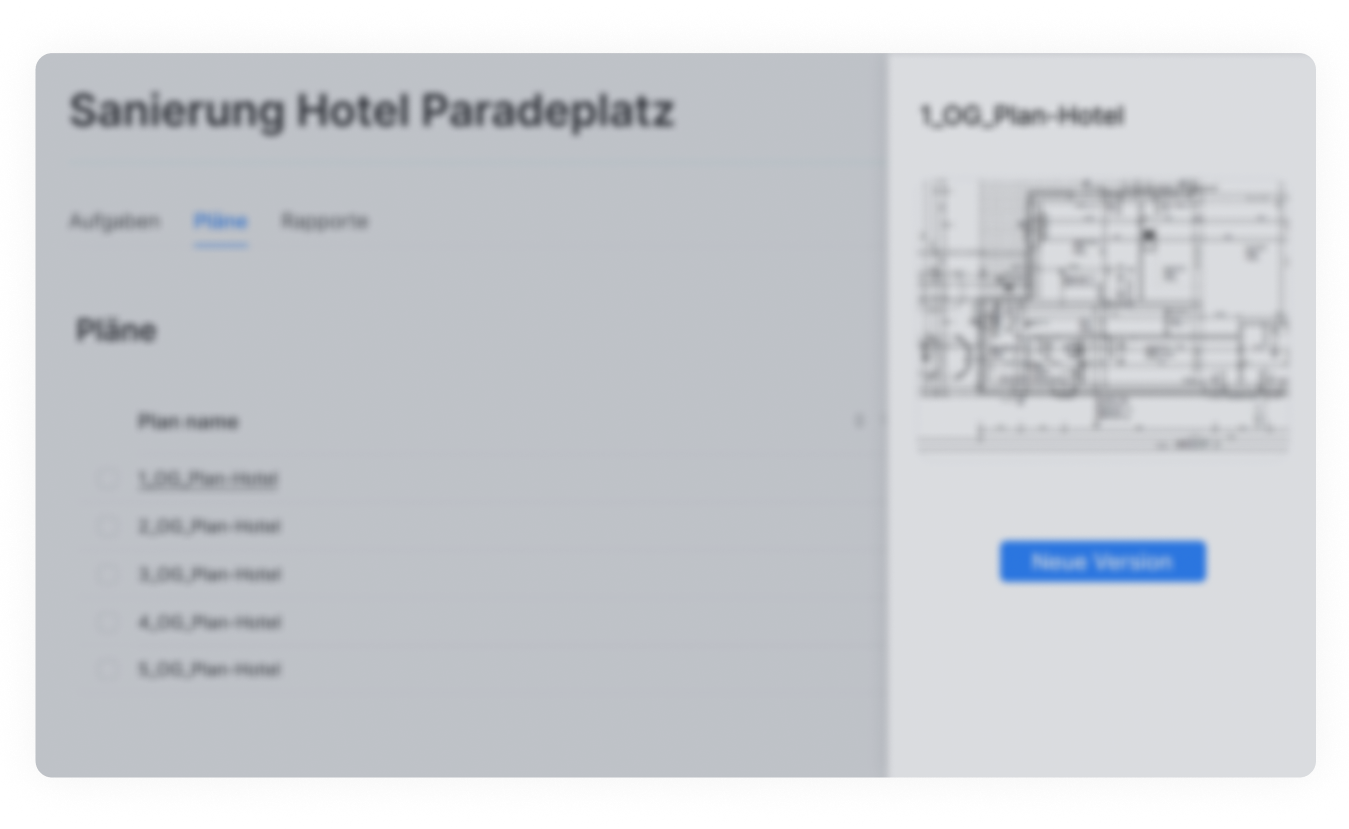 Sanierung Hotel Paradeplatz
Aufgaben Pläne Rapporte
Pläne
Plan name
1_OG_Plan-Hotel
2_OG_Plan-Hotel
3_OG_Plan-Hotel
4_OG_Plan-Hotel
5_OG_Plan-Hotel
1_OG_Plan-Hotel
Neue Version